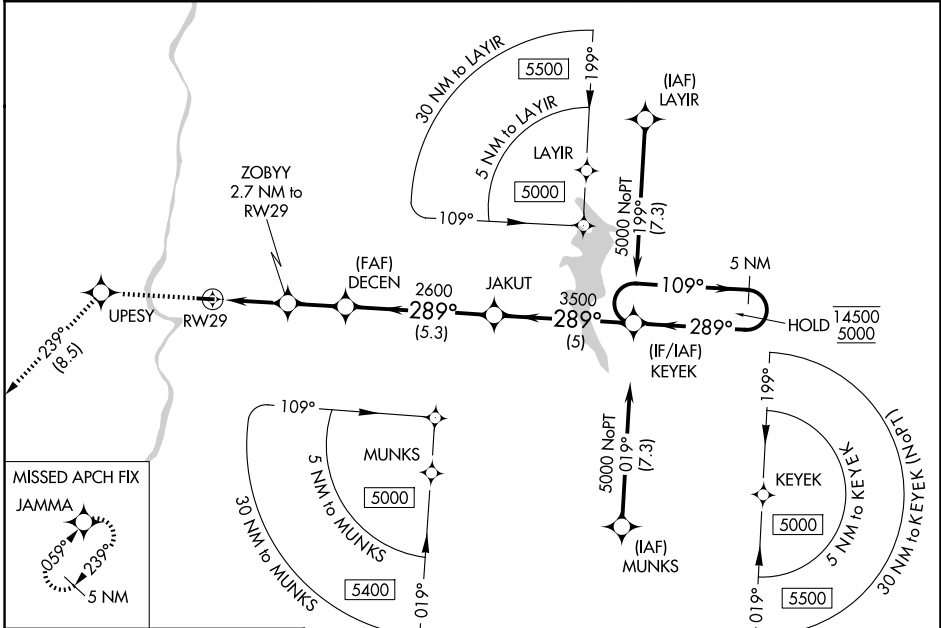 30 NM to LAYIR
5500
199°
5 NM to LAYIR
LAYIR
5000
109°
(IAF)
LAYIR
5000 NoPT
199°
(7.3)
ZOBYY
2.7 NM to
RW29
(FAF)
DECEN
2600
289°
(5.3)
JAKUT
3500
289°
(5)
109°
5 NM
289°
HOLD
14500
5000
(IF/IAF)
KEYEK
UPESY
RW29
239°
(8.5)
109°
MUNKS
5 NM to MUNKS
5000
30 NM to MUNKS
5400
019°
5000 NoPT
019°
(7.3)
(IAF)
MUNKS
199°
KEYEK
5000
5 NM to KEYEK
30 NM to KEYEK (NoPT)
5500
019°
MISSED APCH FIX
JAMMA
059°
239°
5 NM